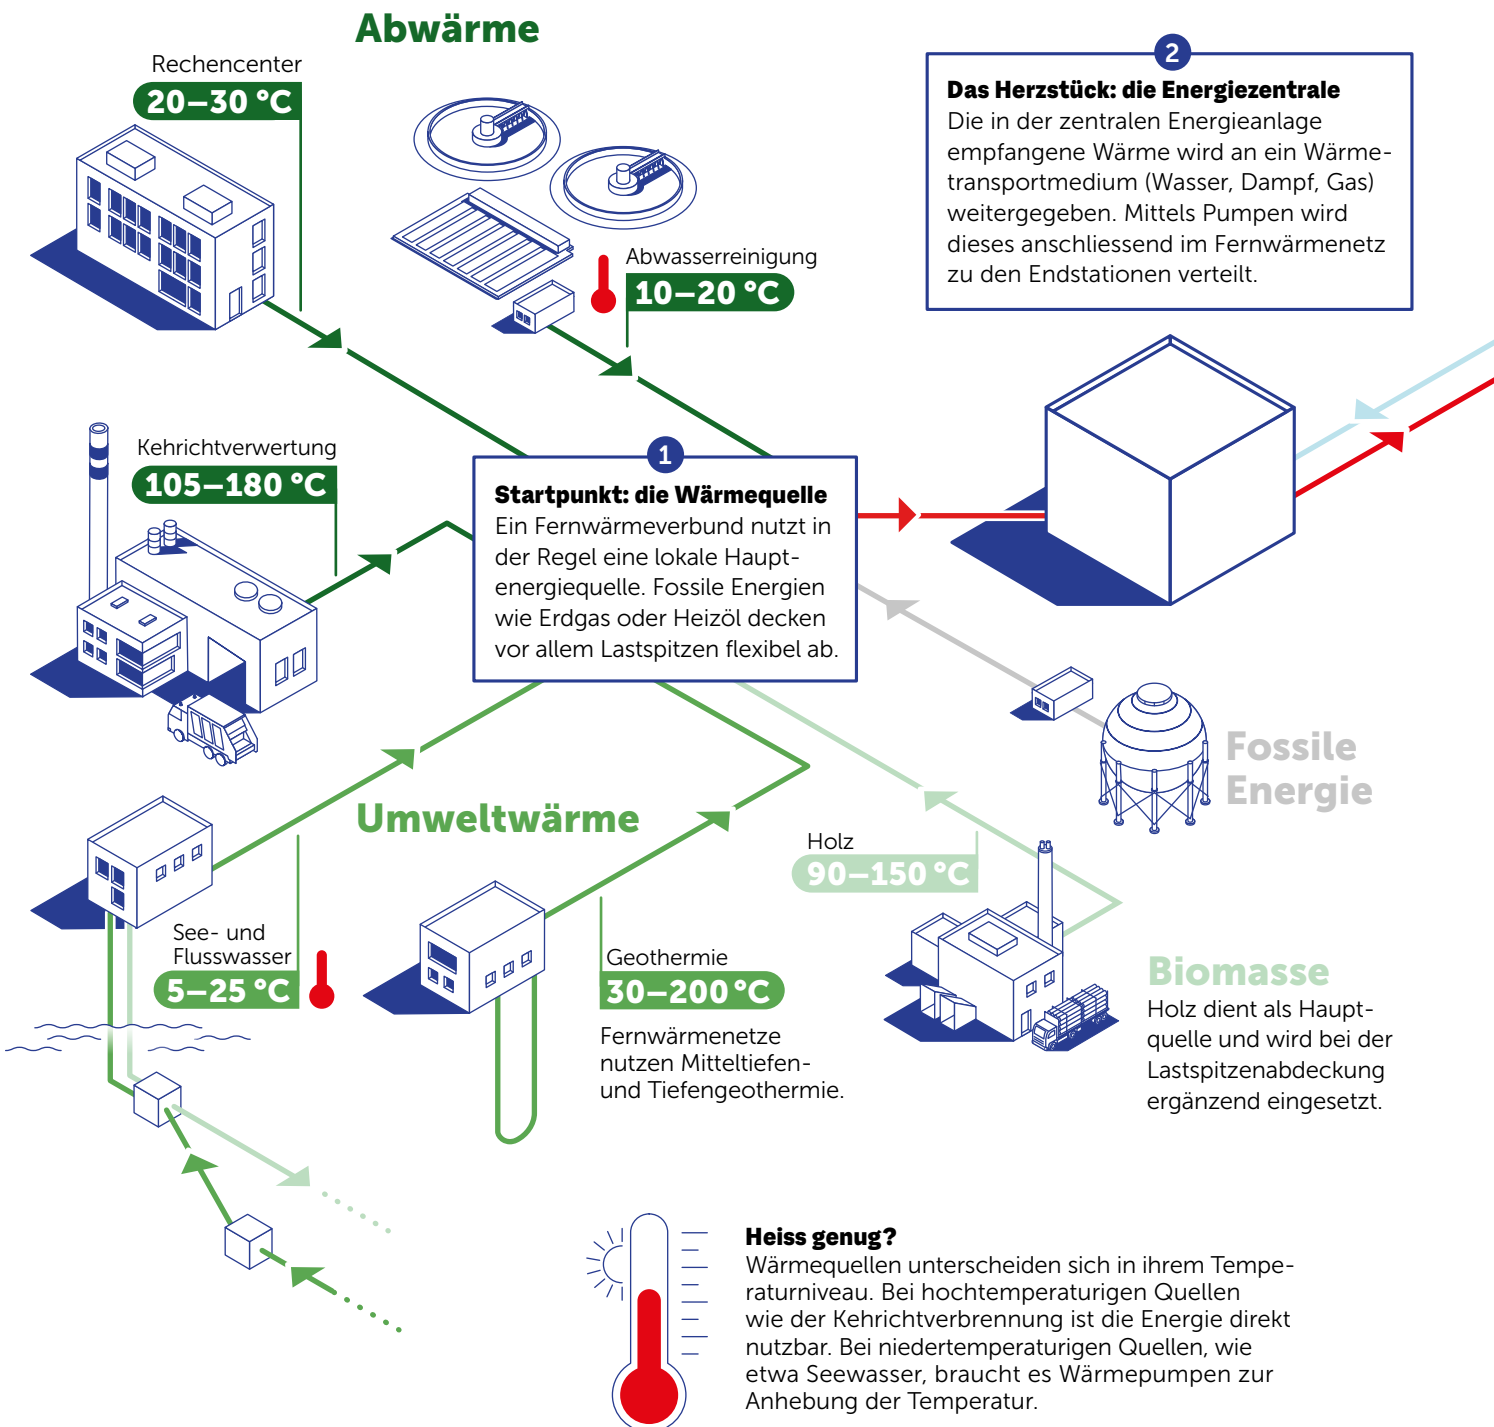 Abwärme
Rechencenter
20–30 °C
Abwasserreinigung
10–20 °C
Kehrichtverwertung
105–180 °C
1
Startpunkt: die Wärmequelle
Ein Fernwärmeverbund nutzt in
der Regel eine lokale Haupt-
energiequelle. Fossile Energien
wie Erdgas oder Heizöl decken
vor allem Lastspitzen flexibel ab.
2
Das Herzstück: die Energiezentrale
Die in der zentralen Energieanlage
empfangene Wärme wird an ein Wärme-
transportmedium (Wasser, Dampf, Gas)
weitergegeben. Mittels Pumpen wird
dieses anschliessend im Fernwärmenetz
zu den Endstationen verteilt.
Fossile
Energie
Umweltwärme
See- und
Flusswasser
5–25 °C
Geothermie
30–200 °C
Fernwärmenetze
nutzen Mitteltiefen-
und Tiefengeothermie.
Holz
90–150 °C
Biomasse
Holz dient als Haupt-
quelle und wird bei der
Lastspitzenabdeckung
ergänzend eingesetzt.
Heiss genug?
Wärmequellen unterscheiden sich in ihrem Tempe-
raturniveau. Bei hochtemperaturigen Quellen
wie der Kehrichtverbrennung ist die Energie direkt
nutzbar. Bei niedertemperaturigen Quellen, wie
etwa Seewasser, braucht es Wärmepumpen zur
Anhebung der Temperatur.